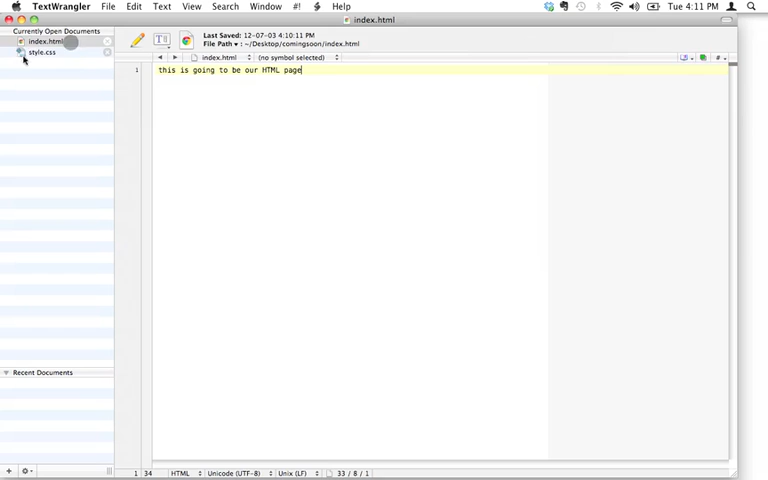 TextWrangler File Edit Text View Search Window #! Help Tue 4:11 PM
index.html
Currently Open Documents
index.html
style.css
Last Saved: 12-07-03 4:10:11 PM
File Path ▾ : ~/Desktop/comingsoon/index.html
index.html (no symbol selected) #
1 this is going to be our HTML page
Recent Documents
1 34 HTML Unicode (UTF-8) Unix (LF) 33 / 8 / 1